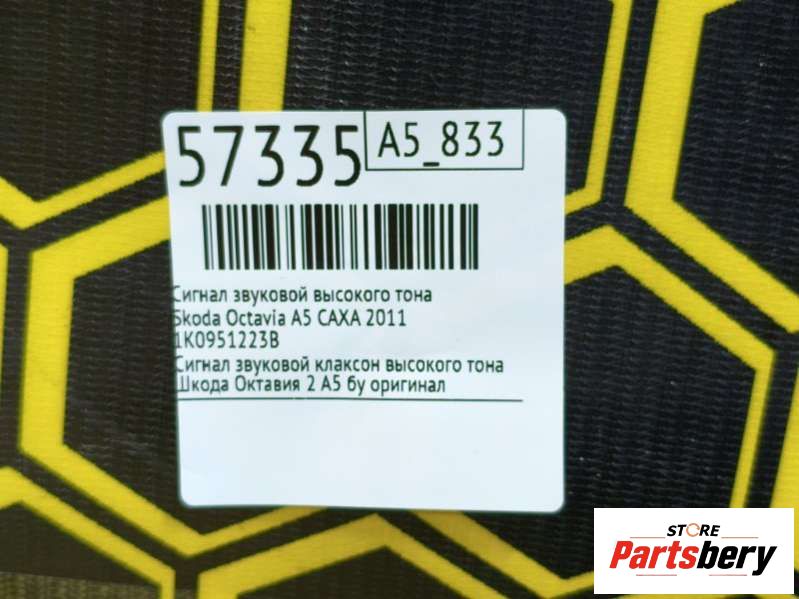 57335
A5_833
Сигнал звуковой высокого тона
Skoda Octavia A5 CAXA 2011
1K0951223B
Сигнал звуковой клаксон высокого тона
Шкода Октавия 2 А5 бу оригинал
STORE
Partsbery